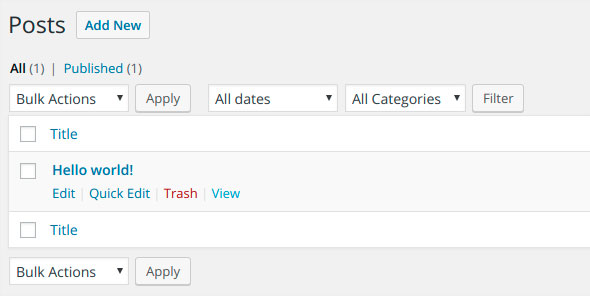 Posts Add New
All (1) | Published (1)
Bulk Actions Apply All dates All Categories Filter
Title
Hello world!
Edit | Quick Edit | Trash | View
Title
Bulk Actions Apply